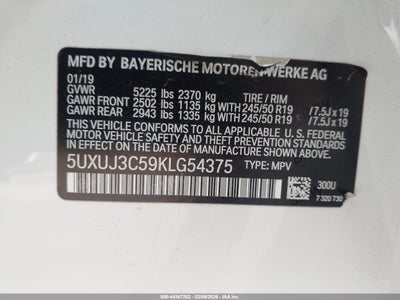 MFD BY BAYERISCHE MOTOREN WERKE AG
01/19
GVWR 5225 lbs 2370 kg TIRE / RIM
GAWR FRONT 2502 lbs 1135 kg WITH 245/50 R19 /7.5J x 19
GAWR REAR 2943 lbs 1335 kg WITH 245/50 R19 /7.5J x 19
THIS VEHICLE CONFORMS TO ALL APPLICABLE U.S. FEDERAL
MOTOR VEHICLE SAFETY, BUMPER, AND THEFT PREVENTION
STANDARDS IN EFFECT ON THE DATE OF MANUFACTURE
SHOWN ABOVE.
5UXUJ3C59KLG54375 TYPE: MPV
300U
7 320 730